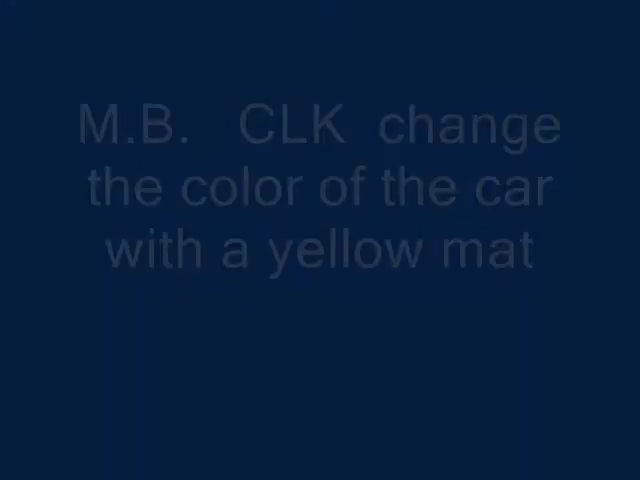 M.B. CLK change
the color of the car
with a yellow mat